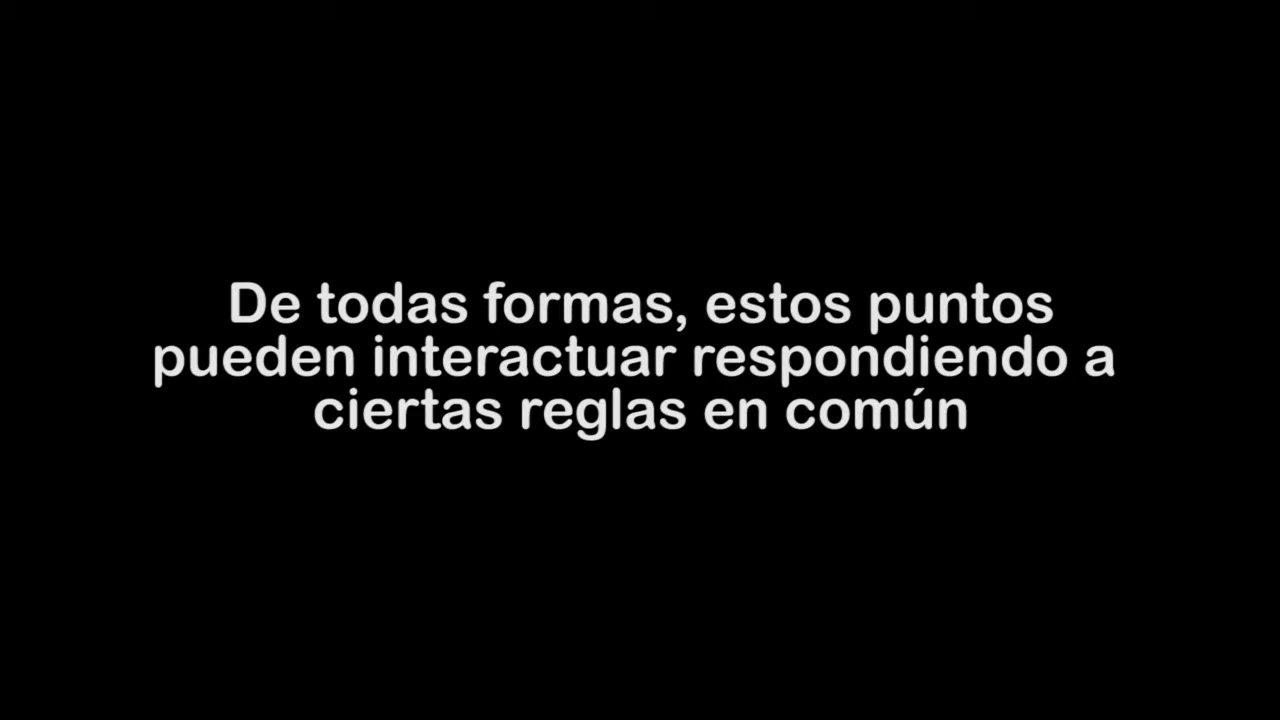 De todas formas, estos puntos
pueden interactuar respondiendo a
ciertas reglas en común